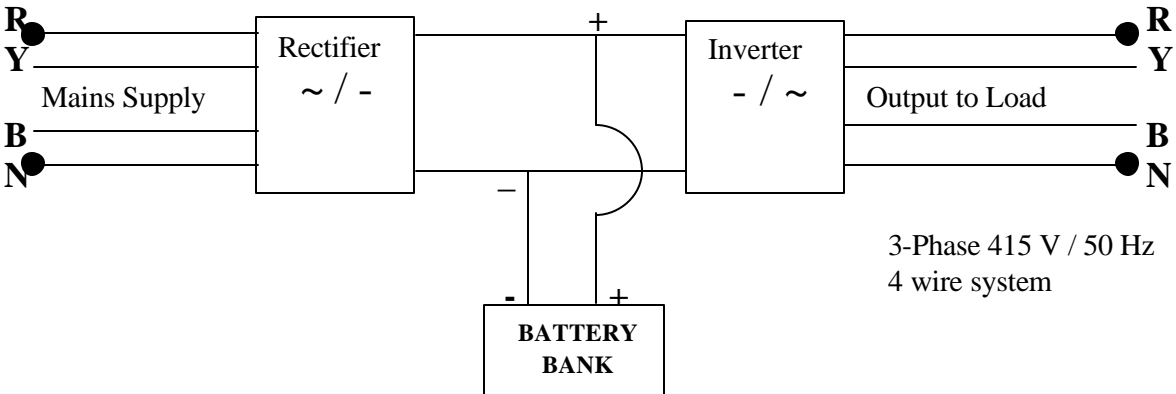 R
Y
Mains Supply
B
N
Rectifier
~ / -
+
–
Inverter
- / ~
R
Y
Output to Load
B
N
3-Phase 415 V / 50 Hz
4 wire system
- +
BATTERY
BANK